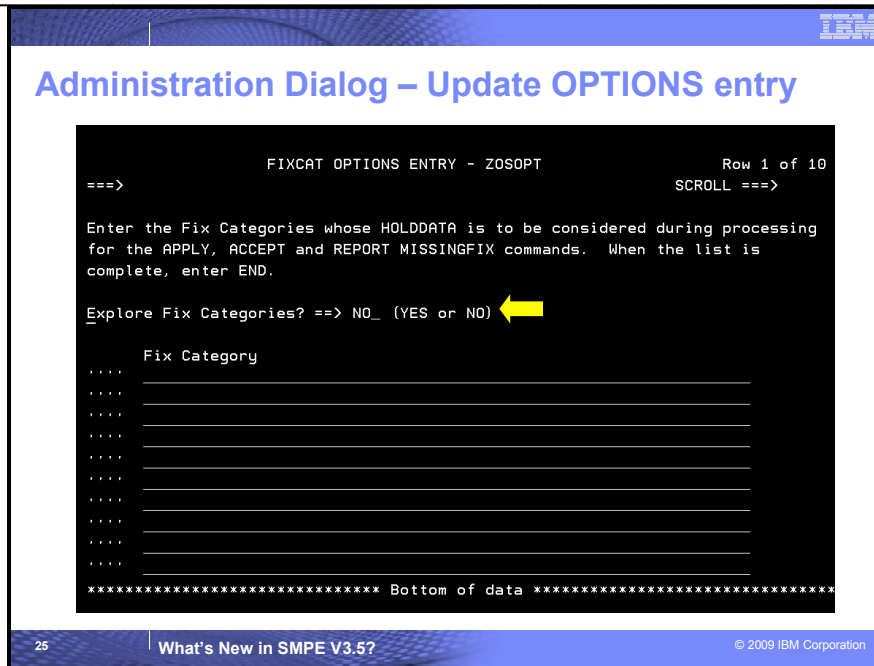 IBM
Administration Dialog – Update OPTIONS entry
FIXCAT OPTIONS ENTRY - ZOSOPT Row 1 of 10
===> SCROLL ===>
Enter the Fix Categories whose HOLDDATA is to be considered during processing
for the APPLY, ACCEPT and REPORT MISSINGFIX commands. When the list is
complete, enter END.
Explore Fix Categories? ==> NO_ (YES or NO)
Fix Category
....
....
....
....
....
....
....
....
....
....
****************************** Bottom of data *******************************
25 What's New in SMPE V3.5? © 2009 IBM Corporation